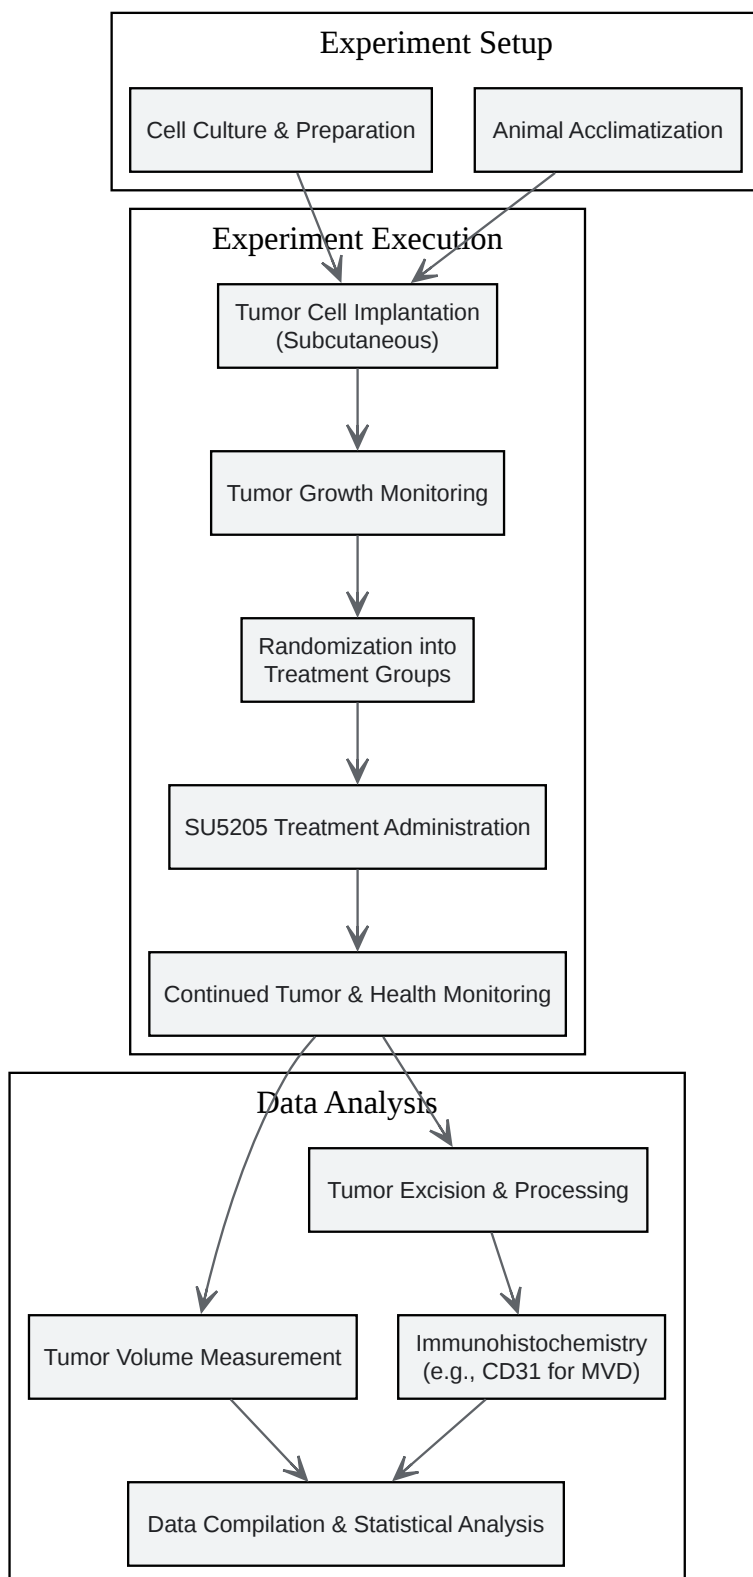 Experiment Setup
Cell Culture & Preparation
Animal Acclimatization
Experiment Execution
Tumor Cell Implantation
(Subcutaneous)
Tumor Growth Monitoring
Randomization into
Treatment Groups
SU5205 Treatment Administration
Continued Tumor & Health Monitoring
Data Analysis
Tumor Excision & Processing
Tumor Volume Measurement
Immunohistochemistry
(e.g., CD31 for MVD)
Data Compilation & Statistical Analysis